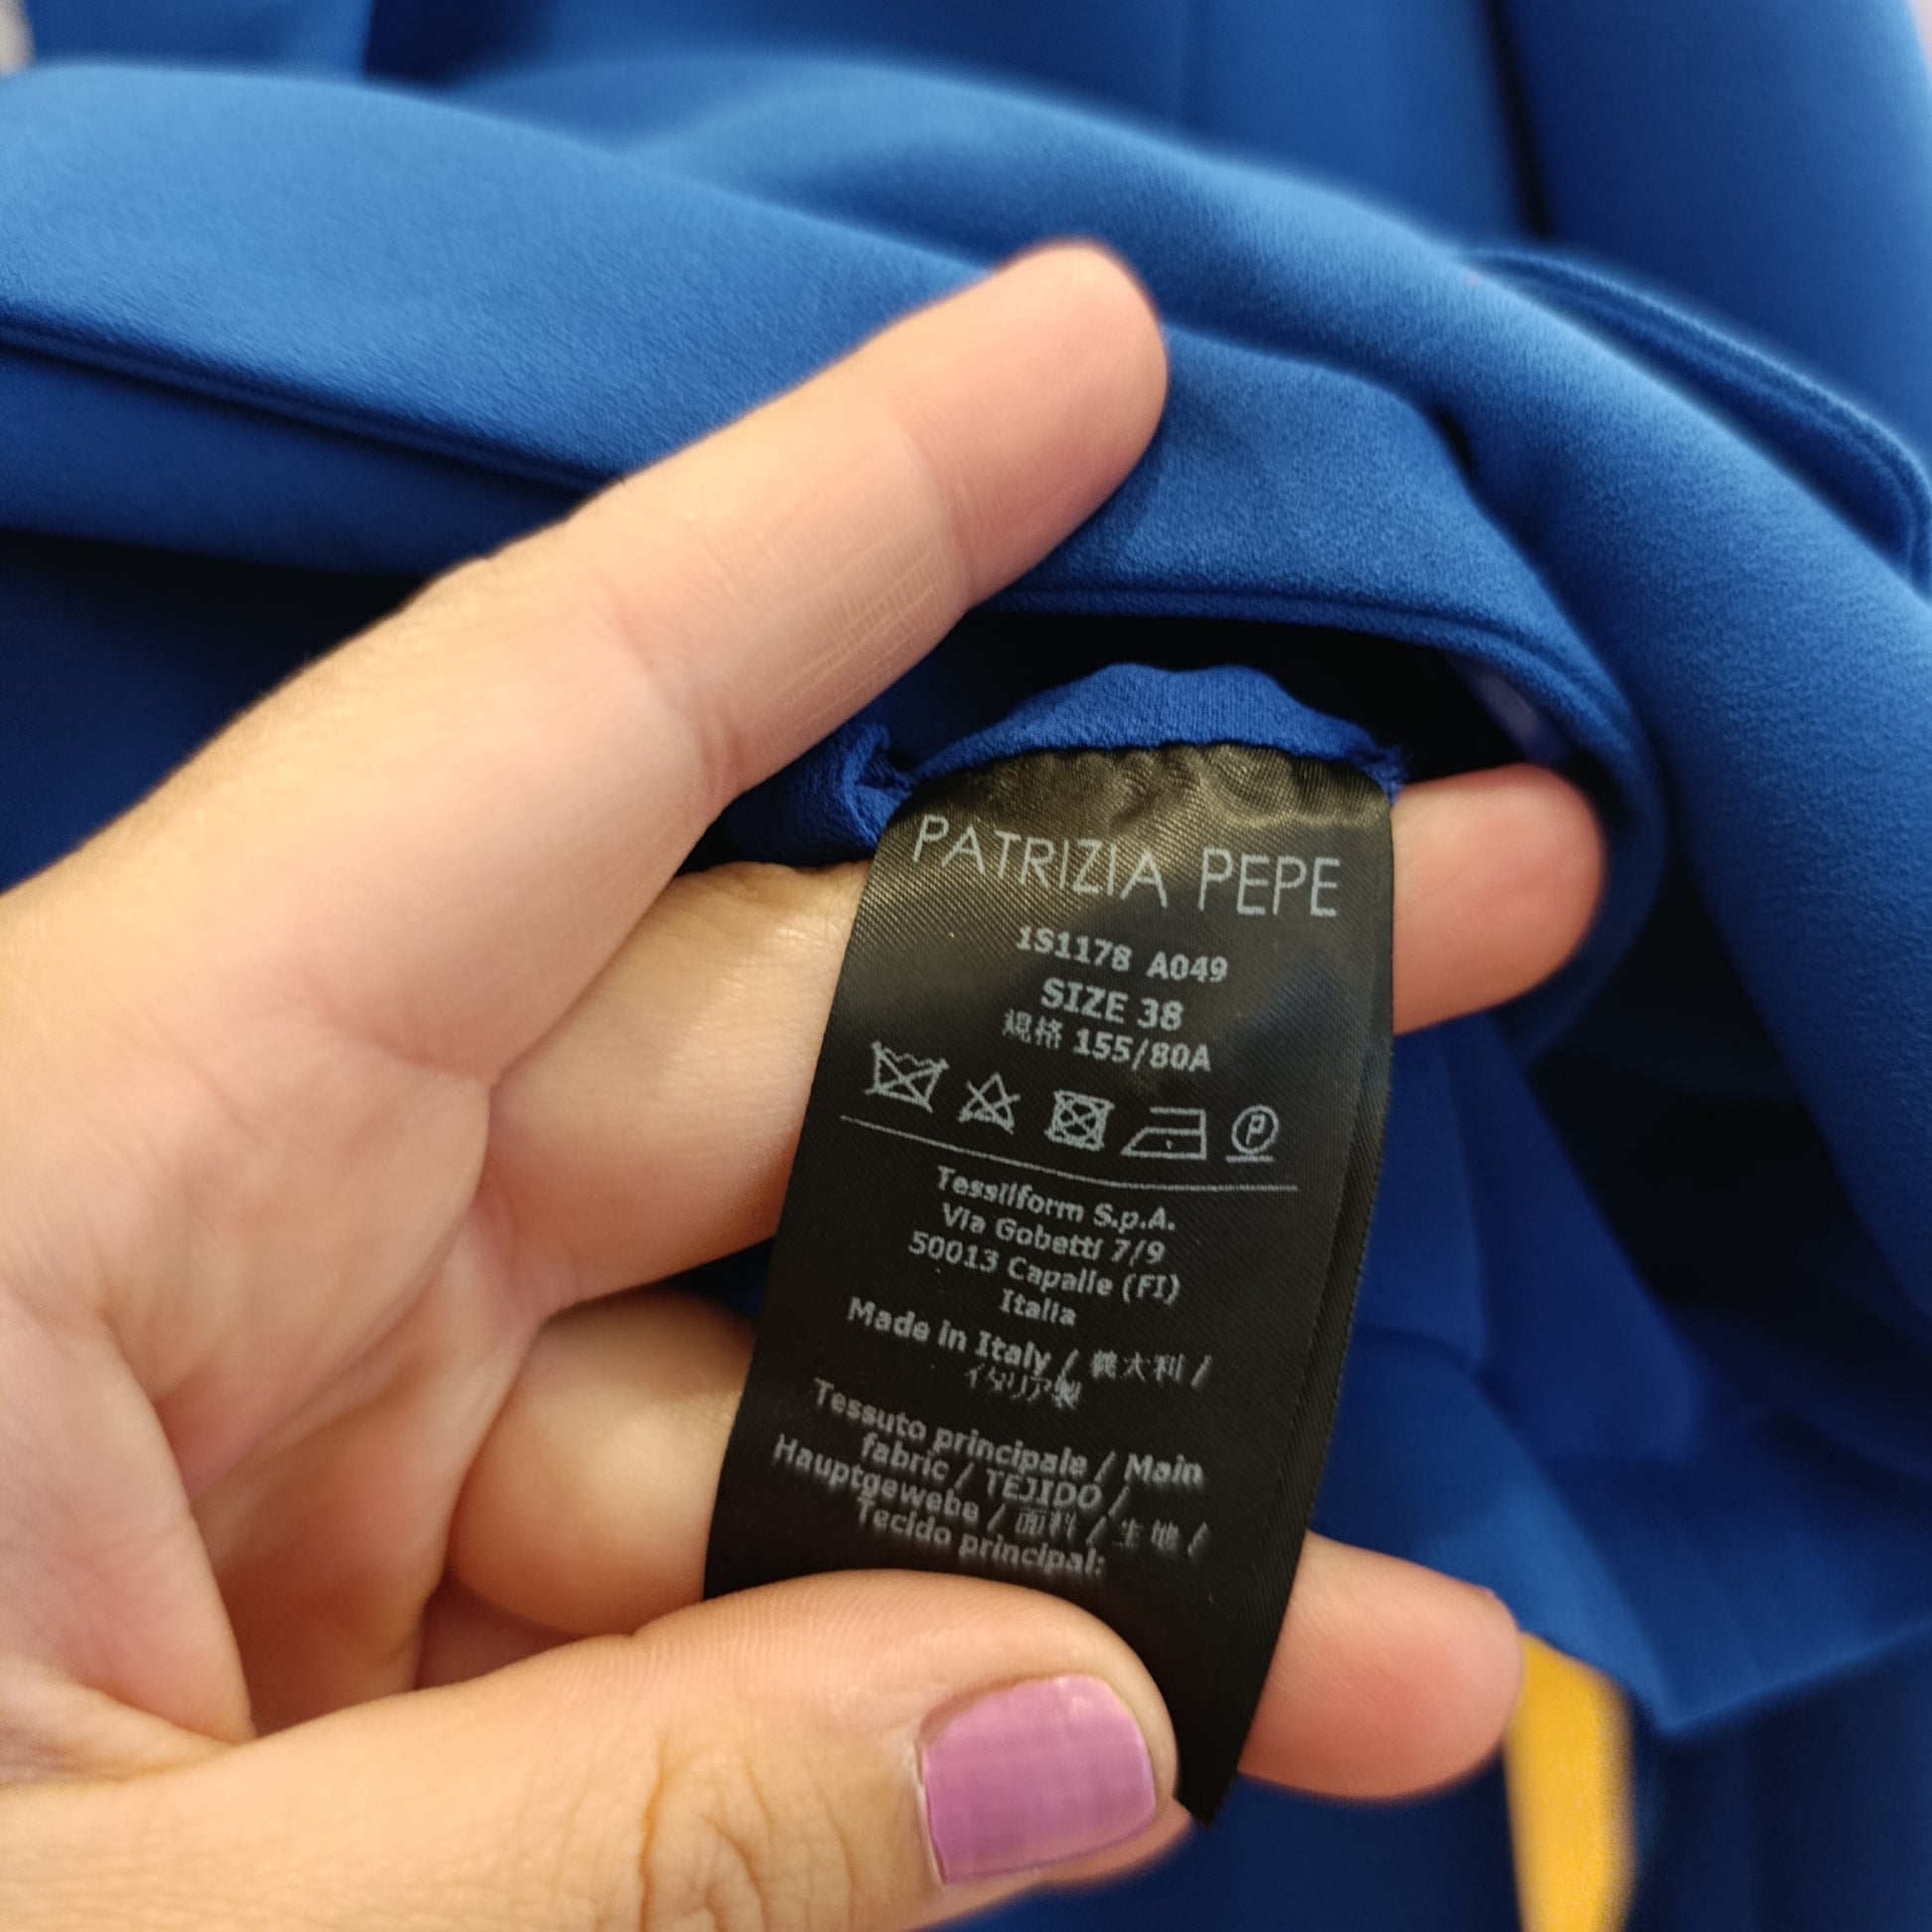 PATRIZIA PEPE
1S1178 A049
SIZE 38
規格 155/80A
P
Tessilform S.p.A.
Via Gobetti 7/9
50013 Capalle (FI)
Italia
Made in Italy / 義大利 /
イタリア製
Tessuto principale / Main
fabric / TEJIDO /
Hauptgewebe / 面料 / 生地 /
Tecido principal: